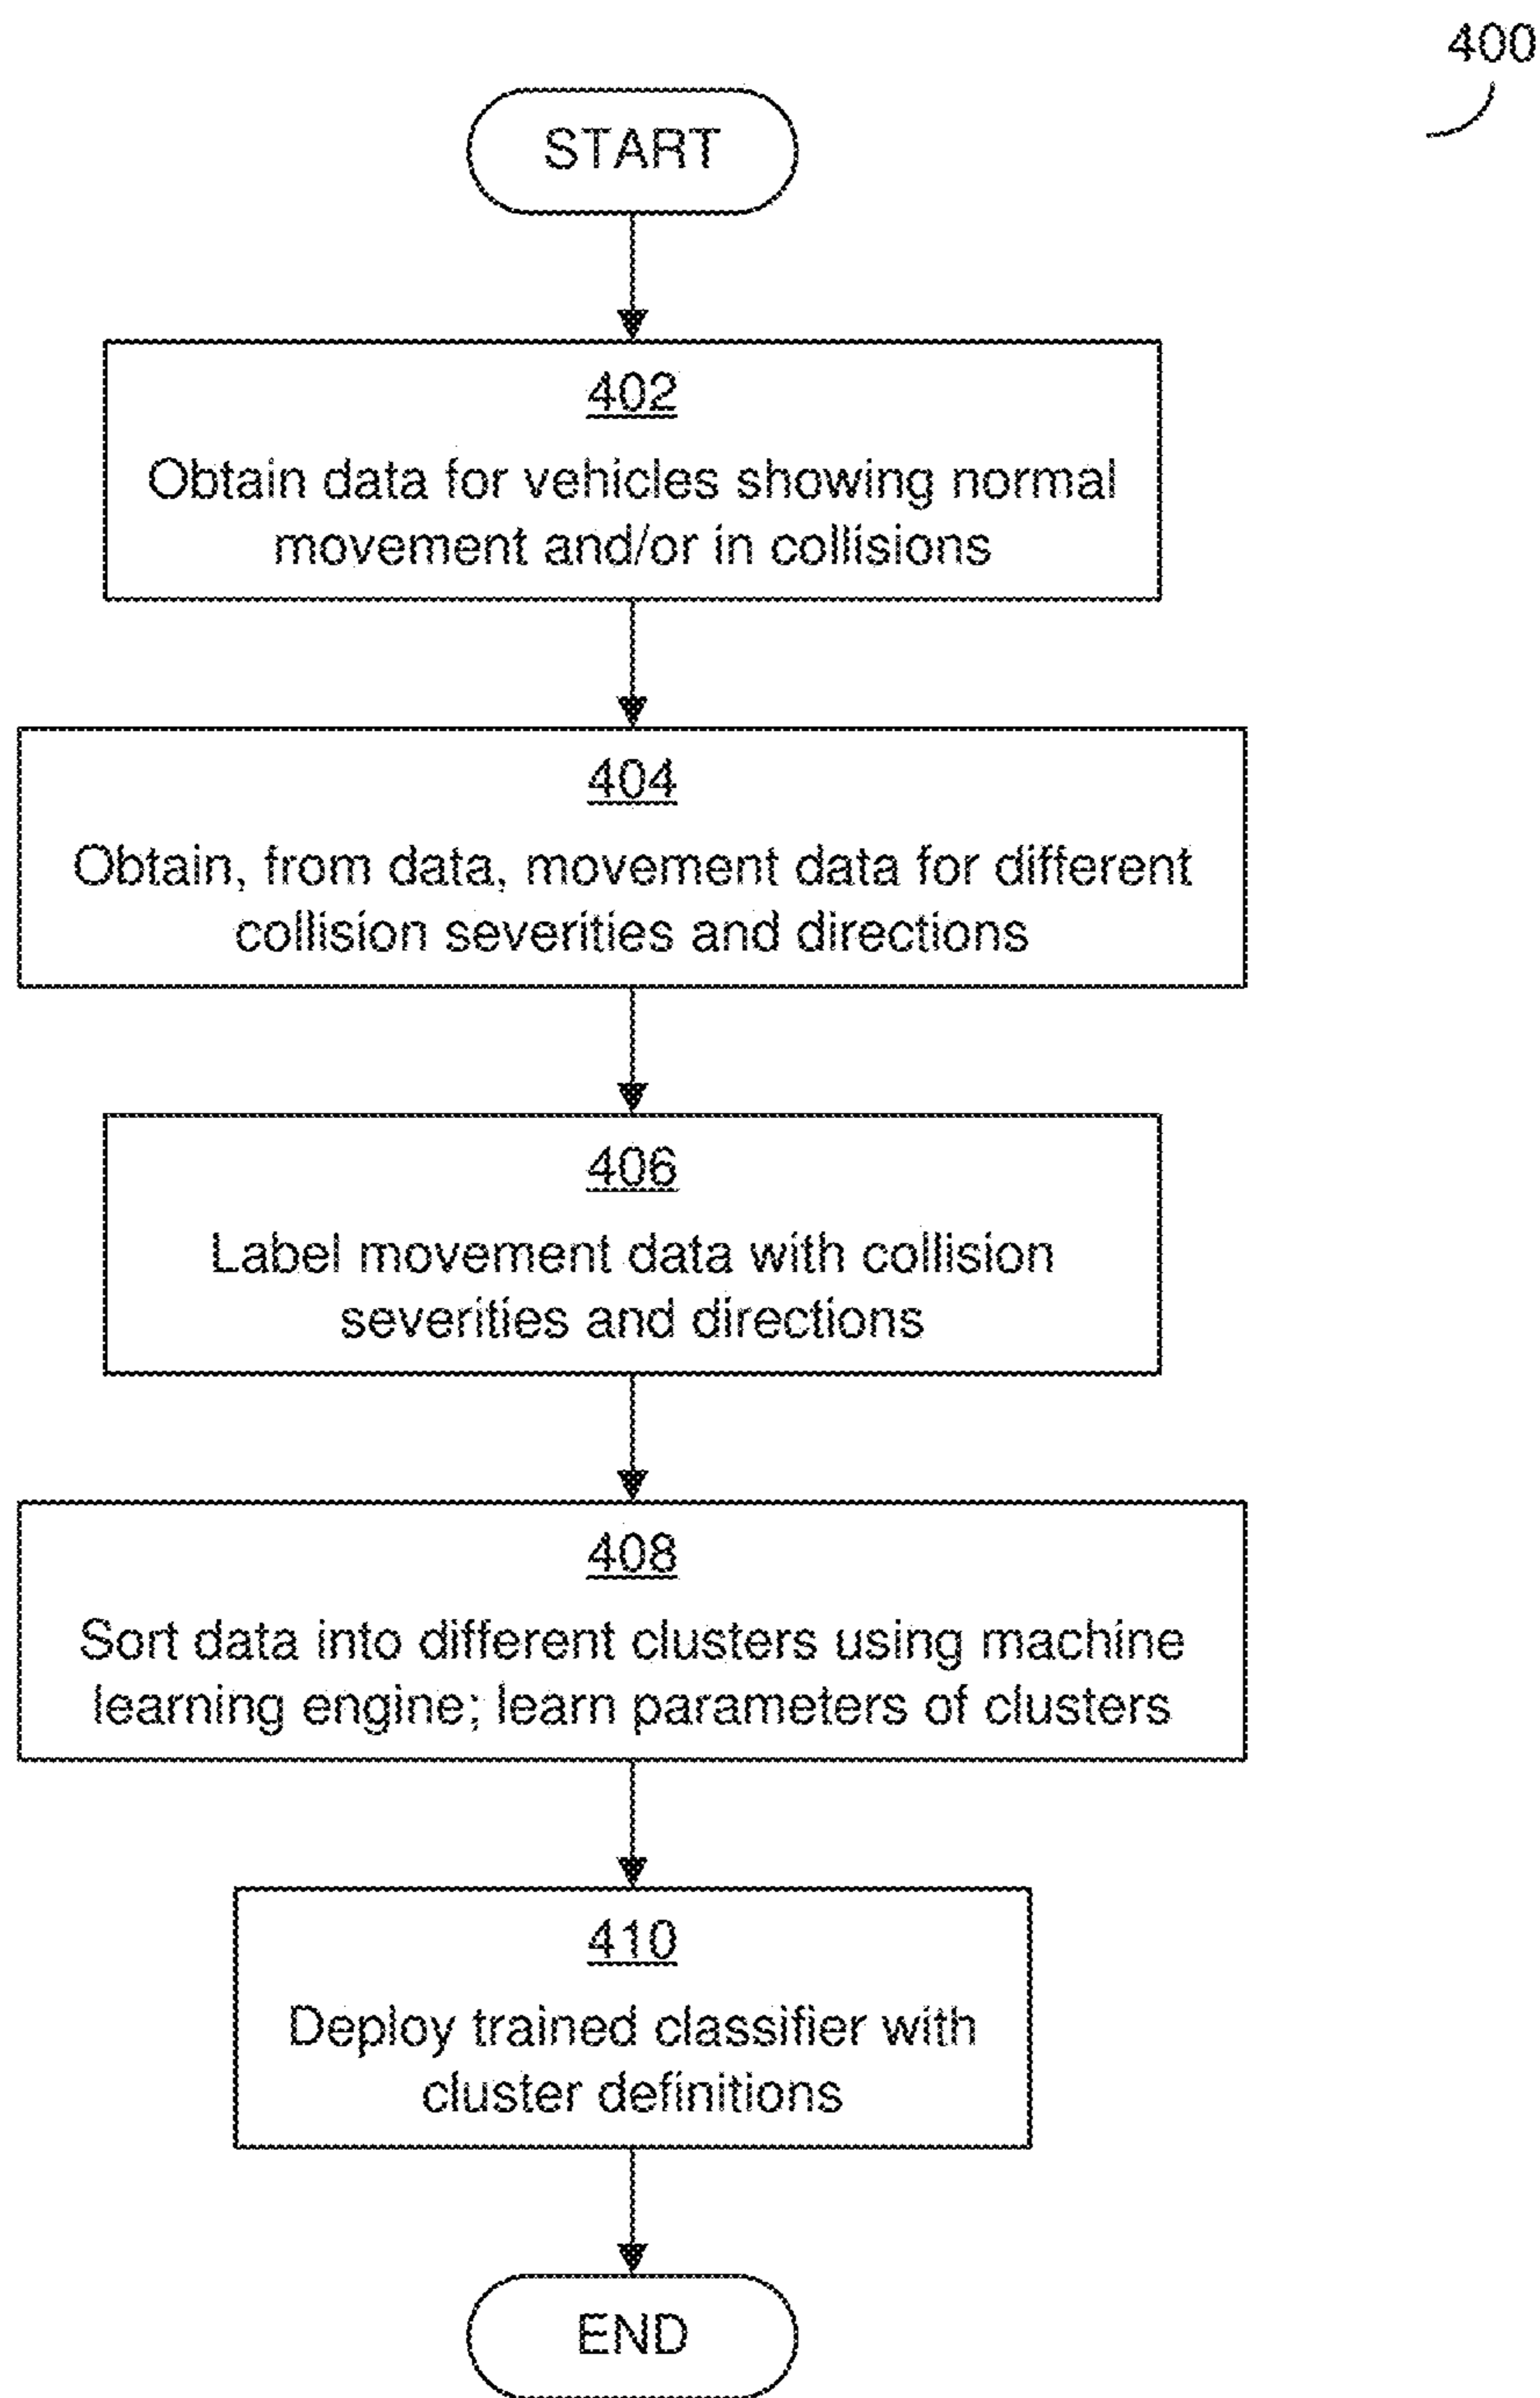 400
START
402
Obtain data for vehicles showing normal
movement and/or in collisions
404
Obtain, from data, movement data for different
collision severities and directions
406
Label movement data with collision
severities and directions
408
Sort data into different clusters using machine
learning engine; learn parameters of clusters
410
Deploy trained classifier with
cluster definitions
END